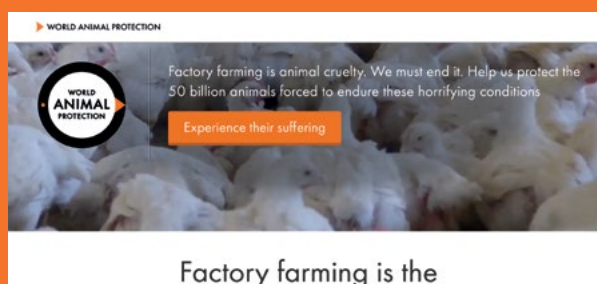 WORLD ANIMAL PROTECTION
WORLD
ANIMAL
PROTECTION
Factory farming is animal cruelty. We must end it. Help us protect the
50 billion animals forced to endure these horrifying conditions
Experience their suffering
Factory farming is the